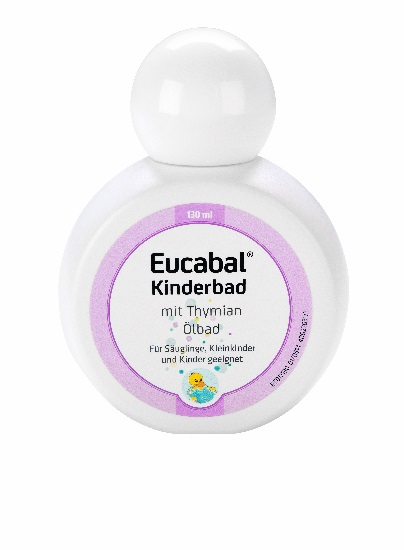 130 ml
Eucabal®
Kinderbad
mit Thymian
Ölbad
Für Säuglinge, Kleinkinder
und Kinder geeignet